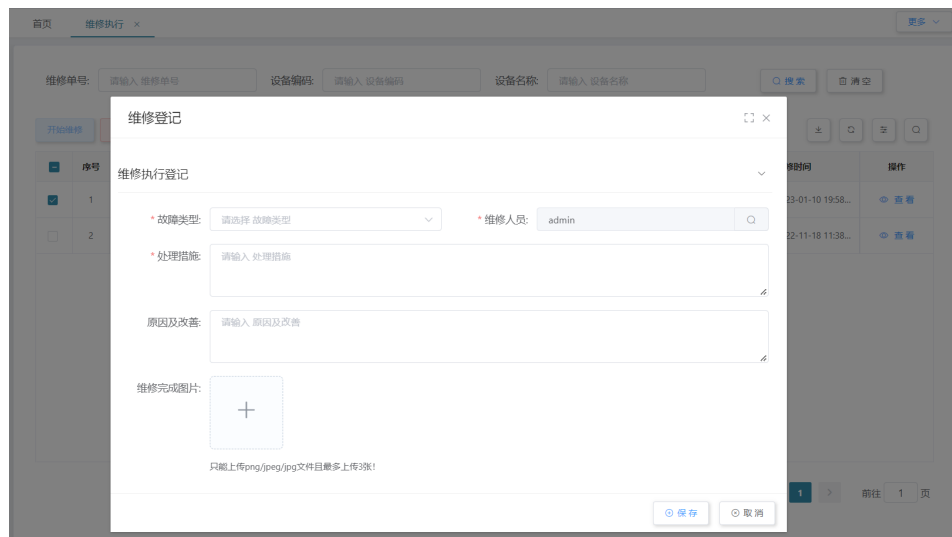 首页 维修执行 × 更多
维修单号: 请输入 维修单号 设备编码: 请输入 设备编码 设备名称: 请输入 设备名称 搜索 清空
维修登记
开始维修
序号 修时间 操作
维修执行登记
1 23-01-10 19:58... 查看
* 故障类型: 请选择 故障类型 * 维修人员: admin
2 22-11-18 11:38... 查看
* 处理措施: 请输入 处理措施
原因及改善: 请输入 原因及改善
维修完成图片:
只能上传png/jpeg/jpg文件且最多上传3张!
1 前往 1 页
保存 取消